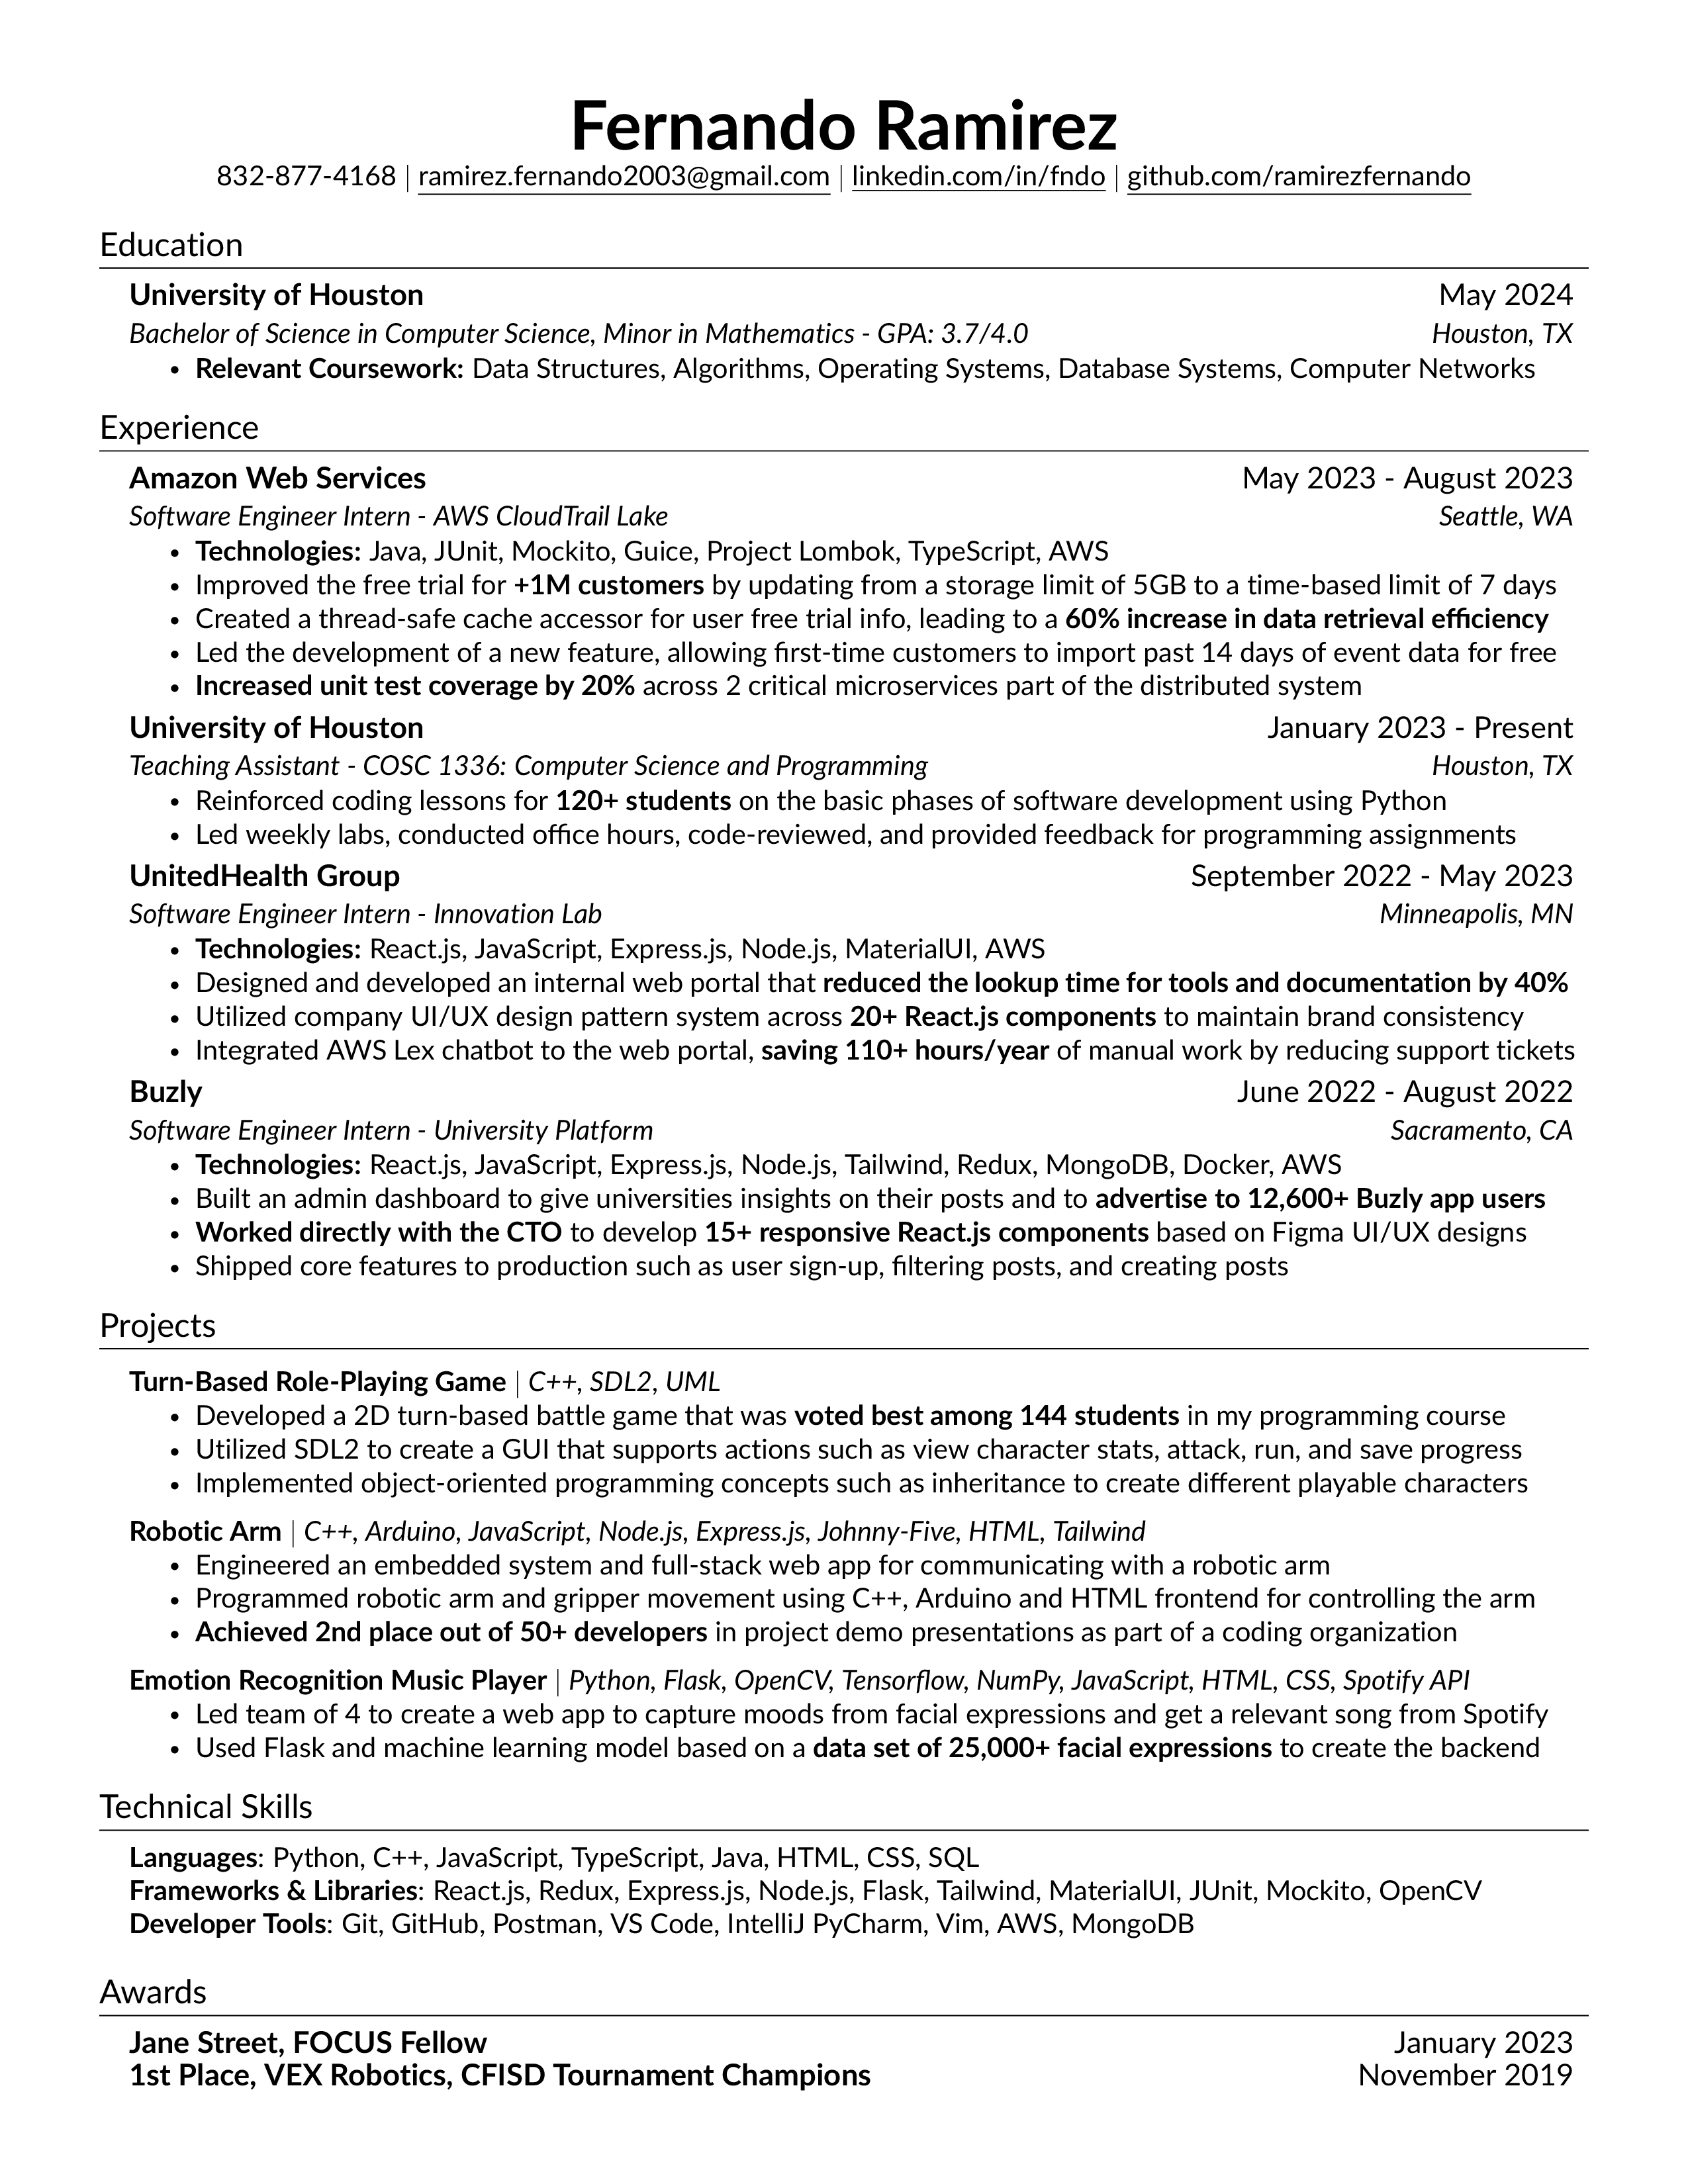 Fernando Ramirez
832-877-4168 | ramirez.fernando2003@gmail.com | linkedin.com/in/fndo | github.com/ramirezfernando
Education
University of Houston May 2024
Bachelor of Science in Computer Science, Minor in Mathematics - GPA: 3.7/4.0 Houston, TX
• Relevant Coursework: Data Structures, Algorithms, Operating Systems, Database Systems, Computer Networks
Experience
Amazon Web Services May 2023 - August 2023
Software Engineer Intern - AWS CloudTrail Lake Seattle, WA
• Technologies: Java, JUnit, Mockito, Guice, Project Lombok, TypeScript, AWS
• Improved the free trial for +1M customers by updating from a storage limit of 5GB to a time-based limit of 7 days
• Created a thread-safe cache accessor for user free trial info, leading to a 60% increase in data retrieval efficiency
• Led the development of a new feature, allowing first-time customers to import past 14 days of event data for free
• Increased unit test coverage by 20% across 2 critical microservices part of the distributed system
University of Houston January 2023 - Present
Teaching Assistant - COSC 1336: Computer Science and Programming Houston, TX
• Reinforced coding lessons for 120+ students on the basic phases of software development using Python
• Led weekly labs, conducted office hours, code-reviewed, and provided feedback for programming assignments
UnitedHealth Group September 2022 - May 2023
Software Engineer Intern - Innovation Lab Minneapolis, MN
• Technologies: React.js, JavaScript, Express.js, Node.js, MaterialUI, AWS
• Designed and developed an internal web portal that reduced the lookup time for tools and documentation by 40%
• Utilized company UI/UX design pattern system across 20+ React.js components to maintain brand consistency
• Integrated AWS Lex chatbot to the web portal, saving 110+ hours/year of manual work by reducing support tickets
Buzly June 2022 - August 2022
Software Engineer Intern - University Platform Sacramento, CA
• Technologies: React.js, JavaScript, Express.js, Node.js, Tailwind, Redux, MongoDB, Docker, AWS
• Built an admin dashboard to give universities insights on their posts and to advertise to 12,600+ Buzly app users
• Worked directly with the CTO to develop 15+ responsive React.js components based on Figma UI/UX designs
• Shipped core features to production such as user sign-up, filtering posts, and creating posts
Projects
Turn-Based Role-Playing Game | C++, SDL2, UML
• Developed a 2D turn-based battle game that was voted best among 144 students in my programming course
• Utilized SDL2 to create a GUI that supports actions such as view character stats, attack, run, and save progress
• Implemented object-oriented programming concepts such as inheritance to create different playable characters
Robotic Arm | C++, Arduino, JavaScript, Node.js, Express.js, Johnny-Five, HTML, Tailwind
• Engineered an embedded system and full-stack web app for communicating with a robotic arm
• Programmed robotic arm and gripper movement using C++, Arduino and HTML frontend for controlling the arm
• Achieved 2nd place out of 50+ developers in project demo presentations as part of a coding organization
Emotion Recognition Music Player | Python, Flask, OpenCV, Tensorflow, NumPy, JavaScript, HTML, CSS, Spotify API
• Led team of 4 to create a web app to capture moods from facial expressions and get a relevant song from Spotify
• Used Flask and machine learning model based on a data set of 25,000+ facial expressions to create the backend
Technical Skills
Languages: Python, C++, JavaScript, TypeScript, Java, HTML, CSS, SQL
Frameworks & Libraries: React.js, Redux, Express.js, Node.js, Flask, Tailwind, MaterialUI, JUnit, Mockito, OpenCV
Developer Tools: Git, GitHub, Postman, VS Code, IntelliJ PyCharm, Vim, AWS, MongoDB
Awards
Jane Street, FOCUS Fellow January 2023
1st Place, VEX Robotics, CFISD Tournament Champions November 2019